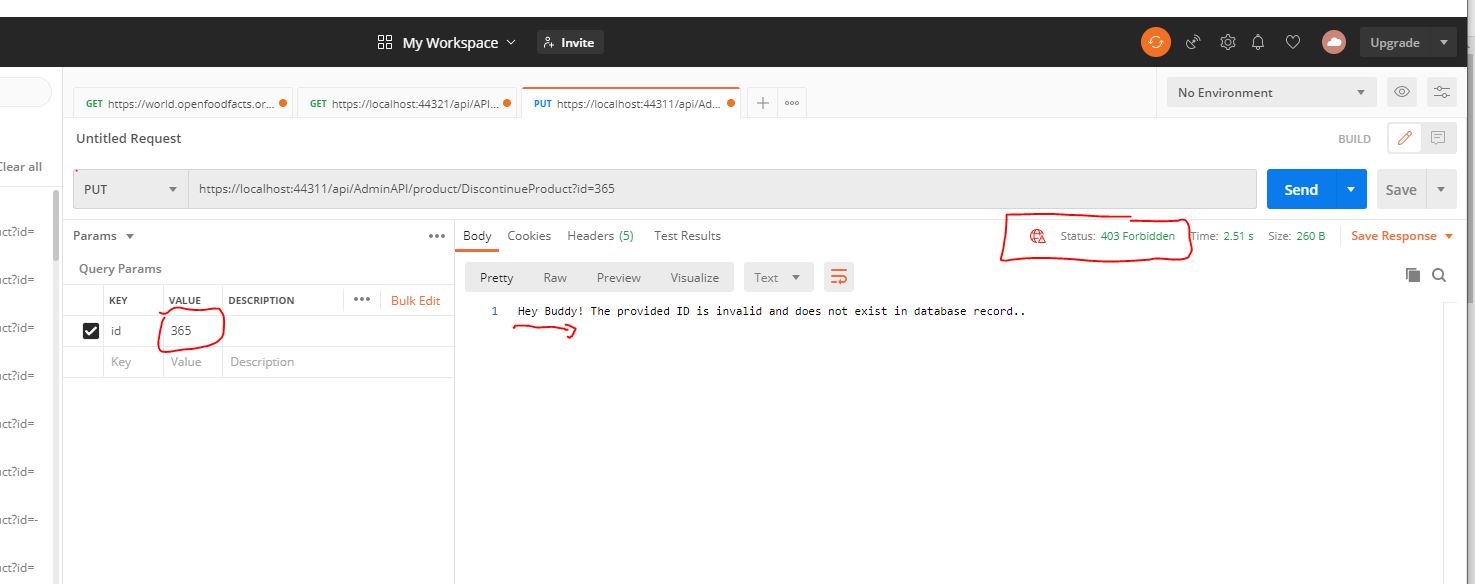 My Workspace Invite Upgrade
GET https://world.openfoodfacts.or... GET https://localhost:44321/api/API... PUT https://localhost:44311/api/Ad... No Environment
Untitled Request BUILD
Clear all
PUT https://localhost:44311/api/AdminAPI/product/DiscontinueProduct?id=365 Send Save
uct?id=
Params Body Cookies Headers (5) Test Results Status: 403 Forbidden Time: 2.51 s Size: 260 B Save Response
Query Params
uct?id=
Pretty Raw Preview Visualize Text
KEY VALUE DESCRIPTION Bulk Edit
1 Hey Buddy! The provided ID is invalid and does not exist in database record..
uct?id=
id 365
Key Value Description
uct?id=
uct?id=
uct?id=
uct?id=-
uct?id=